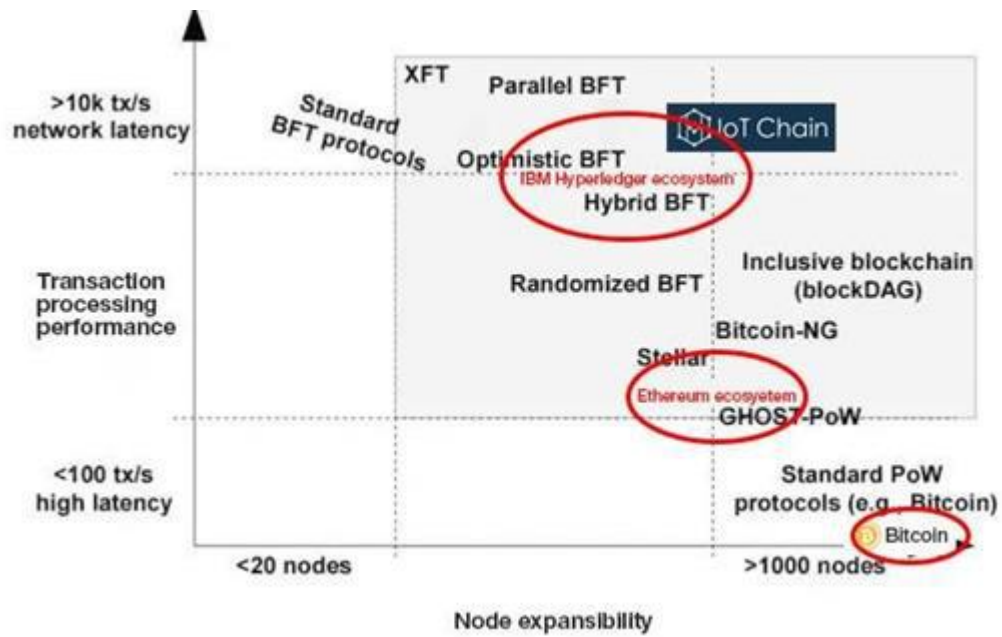 XFT
Parallel BFT
>10k tx/s
network latency
Standard
BFT protocols
IoT Chain
Optimistic BFT
IBM Hyperledger ecosystem
Hybrid BFT
Inclusive blockchain
(blockDAG)
Transaction
processing
performance
Randomized BFT
Bitcoin-NG
Stellar
Ethereum ecosyetem
GHOST-PoW
<100 tx/s
high latency
Standard PoW
protocols (e.g., Bitcoin)
Bitcoin
<20 nodes
>1000 nodes
Node expansibility